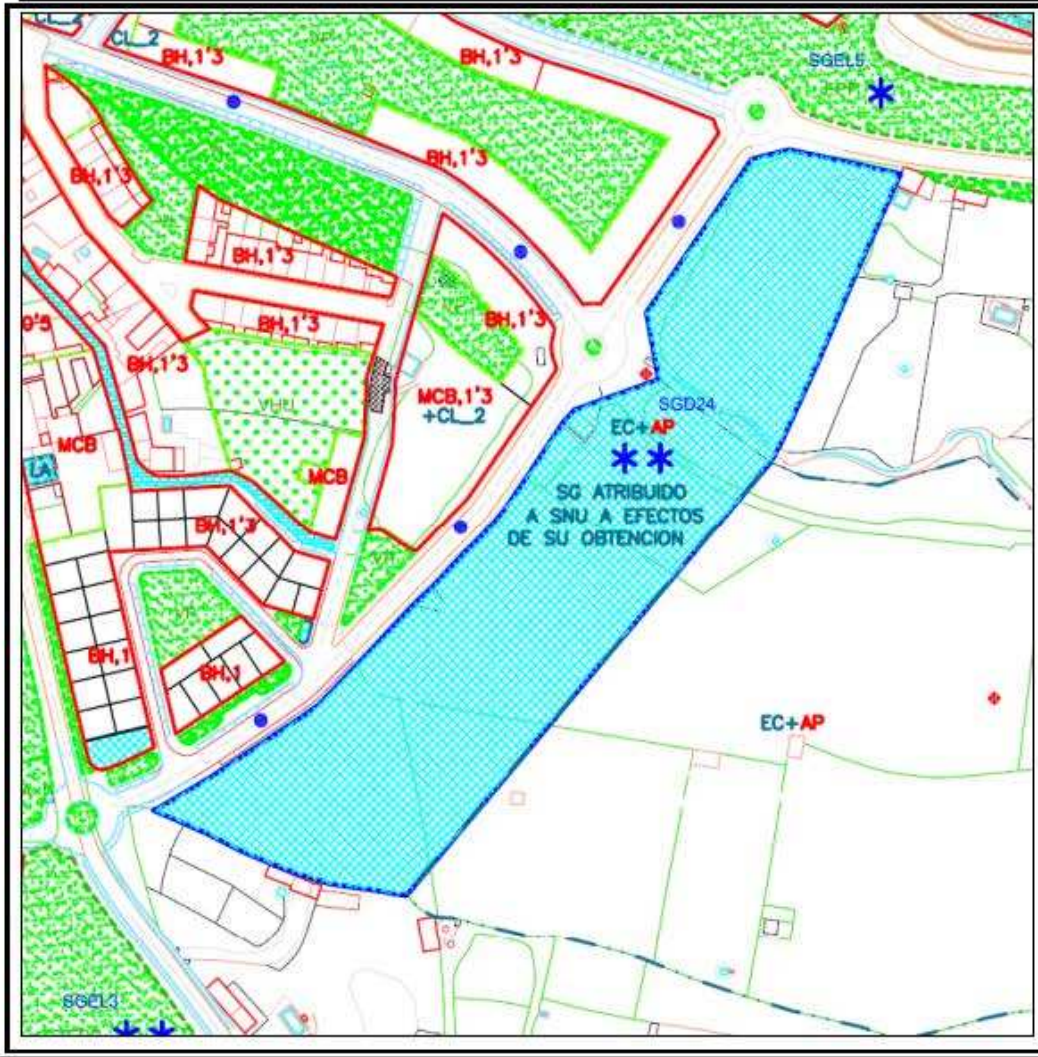 CL_2
CL_2
BH,1'3
BH,1'3
SGEL5
BH,1'3
BH,1'3
BH,1'3
BH,1'3
BH,1'3
BH,1'3
MCB,1'3
+CL_2
SGD24
EC+AP
MCB
LA
MCB
SG ATRIBUIDO
A SNU A EFECTOS
DE SU OBTENCION
BH,1'3
BH,1
BH,1
EC+AP
SGEL3